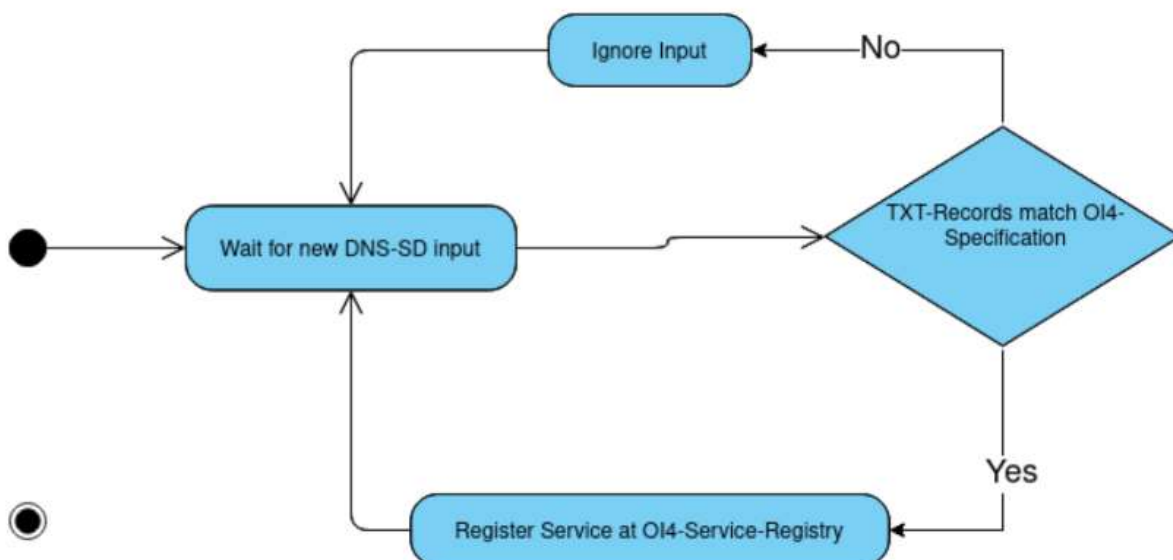 Ignore Input
No
TXT-Records match OI4-
Specification
Wait for new DNS-SD input
Yes
Register Service at OI4-Service-Registry